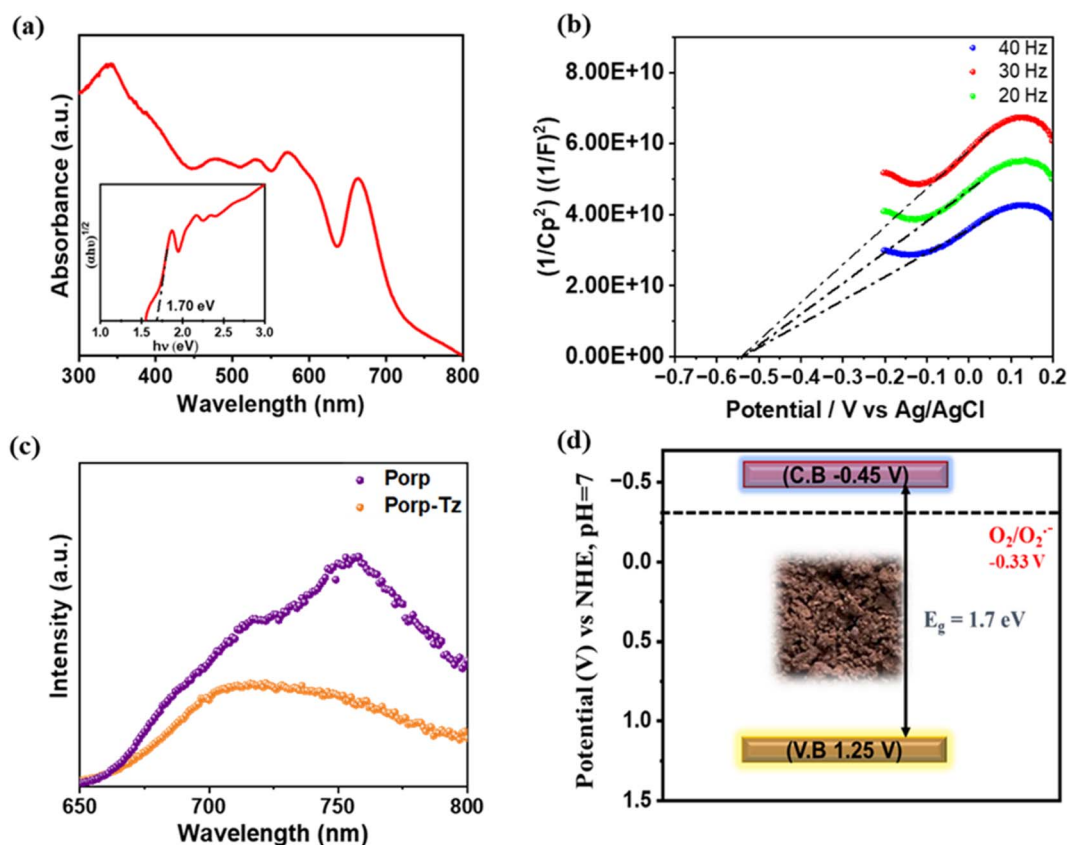 (a)
Absorbance (a.u.)
(αhυ)¹ᐟ²
1.70 eV
1.0 1.5 2.0 2.5 3.0
hν (eV)
300 400 500 600 700 800
Wavelength (nm)
(b)
40 Hz
30 Hz
20 Hz
(1/Cp²) ((1/F)²)
8.00E+10
6.00E+10
4.00E+10
2.00E+10
0.00E+00
−0.7 −0.6 −0.5 −0.4 −0.3 −0.2 −0.1 0.0 0.1 0.2
Potential / V vs Ag/AgCl
(c)
Porp
Porp-Tz
Intensity (a.u.)
650 700 750 800
Wavelength (nm)
(d)
Potential (V) vs NHE, pH=7
−0.5
0.0
0.5
1.0
1.5
(C.B -0.45 V)
O₂/O₂·⁻
-0.33 V
E_g = 1.7 eV
(V.B 1.25 V)